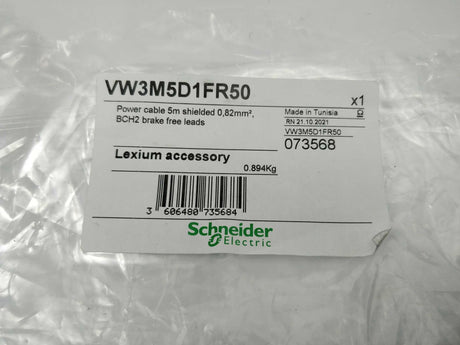 VW3M5D1FR50
x1
Power cable 5m shielded 0,82mm²,
BCH2 brake free leads
Made in Tunisia
RN 21.10.2021
VW3M5D1FR50
073568
Lexium accessory
0.894Kg
3 606480 735684
Schneider
Electric